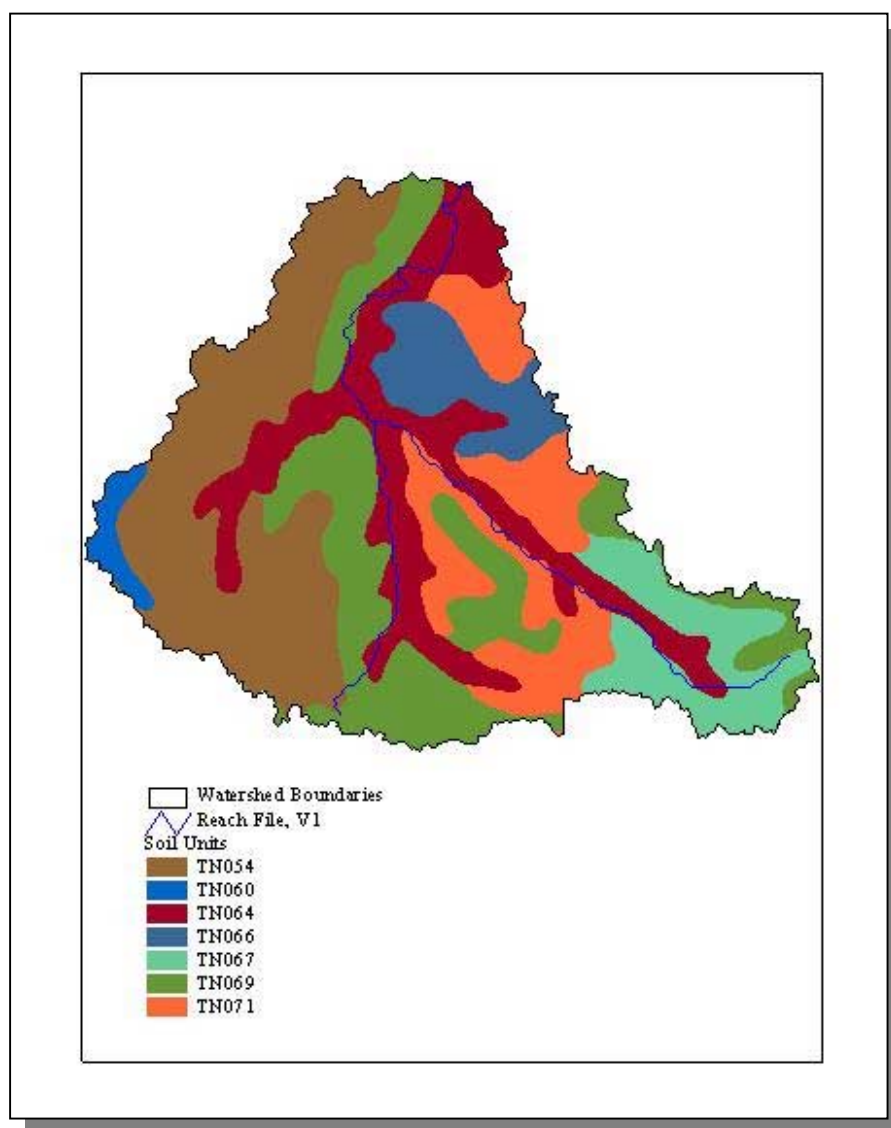 Watershed Boundaries
Reach File, V1
Soil Units
TN054
TN060
TN064
TN066
TN067
TN069
TN071